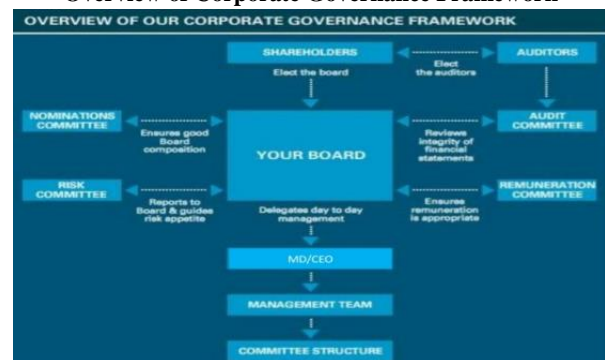 Overview of Corporate Governance Framework
OVERVIEW OF OUR CORPORATE GOVERNANCE FRAMEWORK
SHAREHOLDERS
AUDITORS
Elect the board
Elect
the auditors
NOMINATIONS
COMMITTEE
AUDIT
COMMITTEE
Ensures good
Board
composition
YOUR BOARD
Reviews
integrity of
financial
statements
RISK
COMMITTEE
REMUNERATION
COMMITTEE
Reports to
Board & guides
risk appetite
Delegates day to day
management
Ensures
remuneration
is appropriate
MD/CEO
MANAGEMENT TEAM
COMMITTEE STRUCTURE